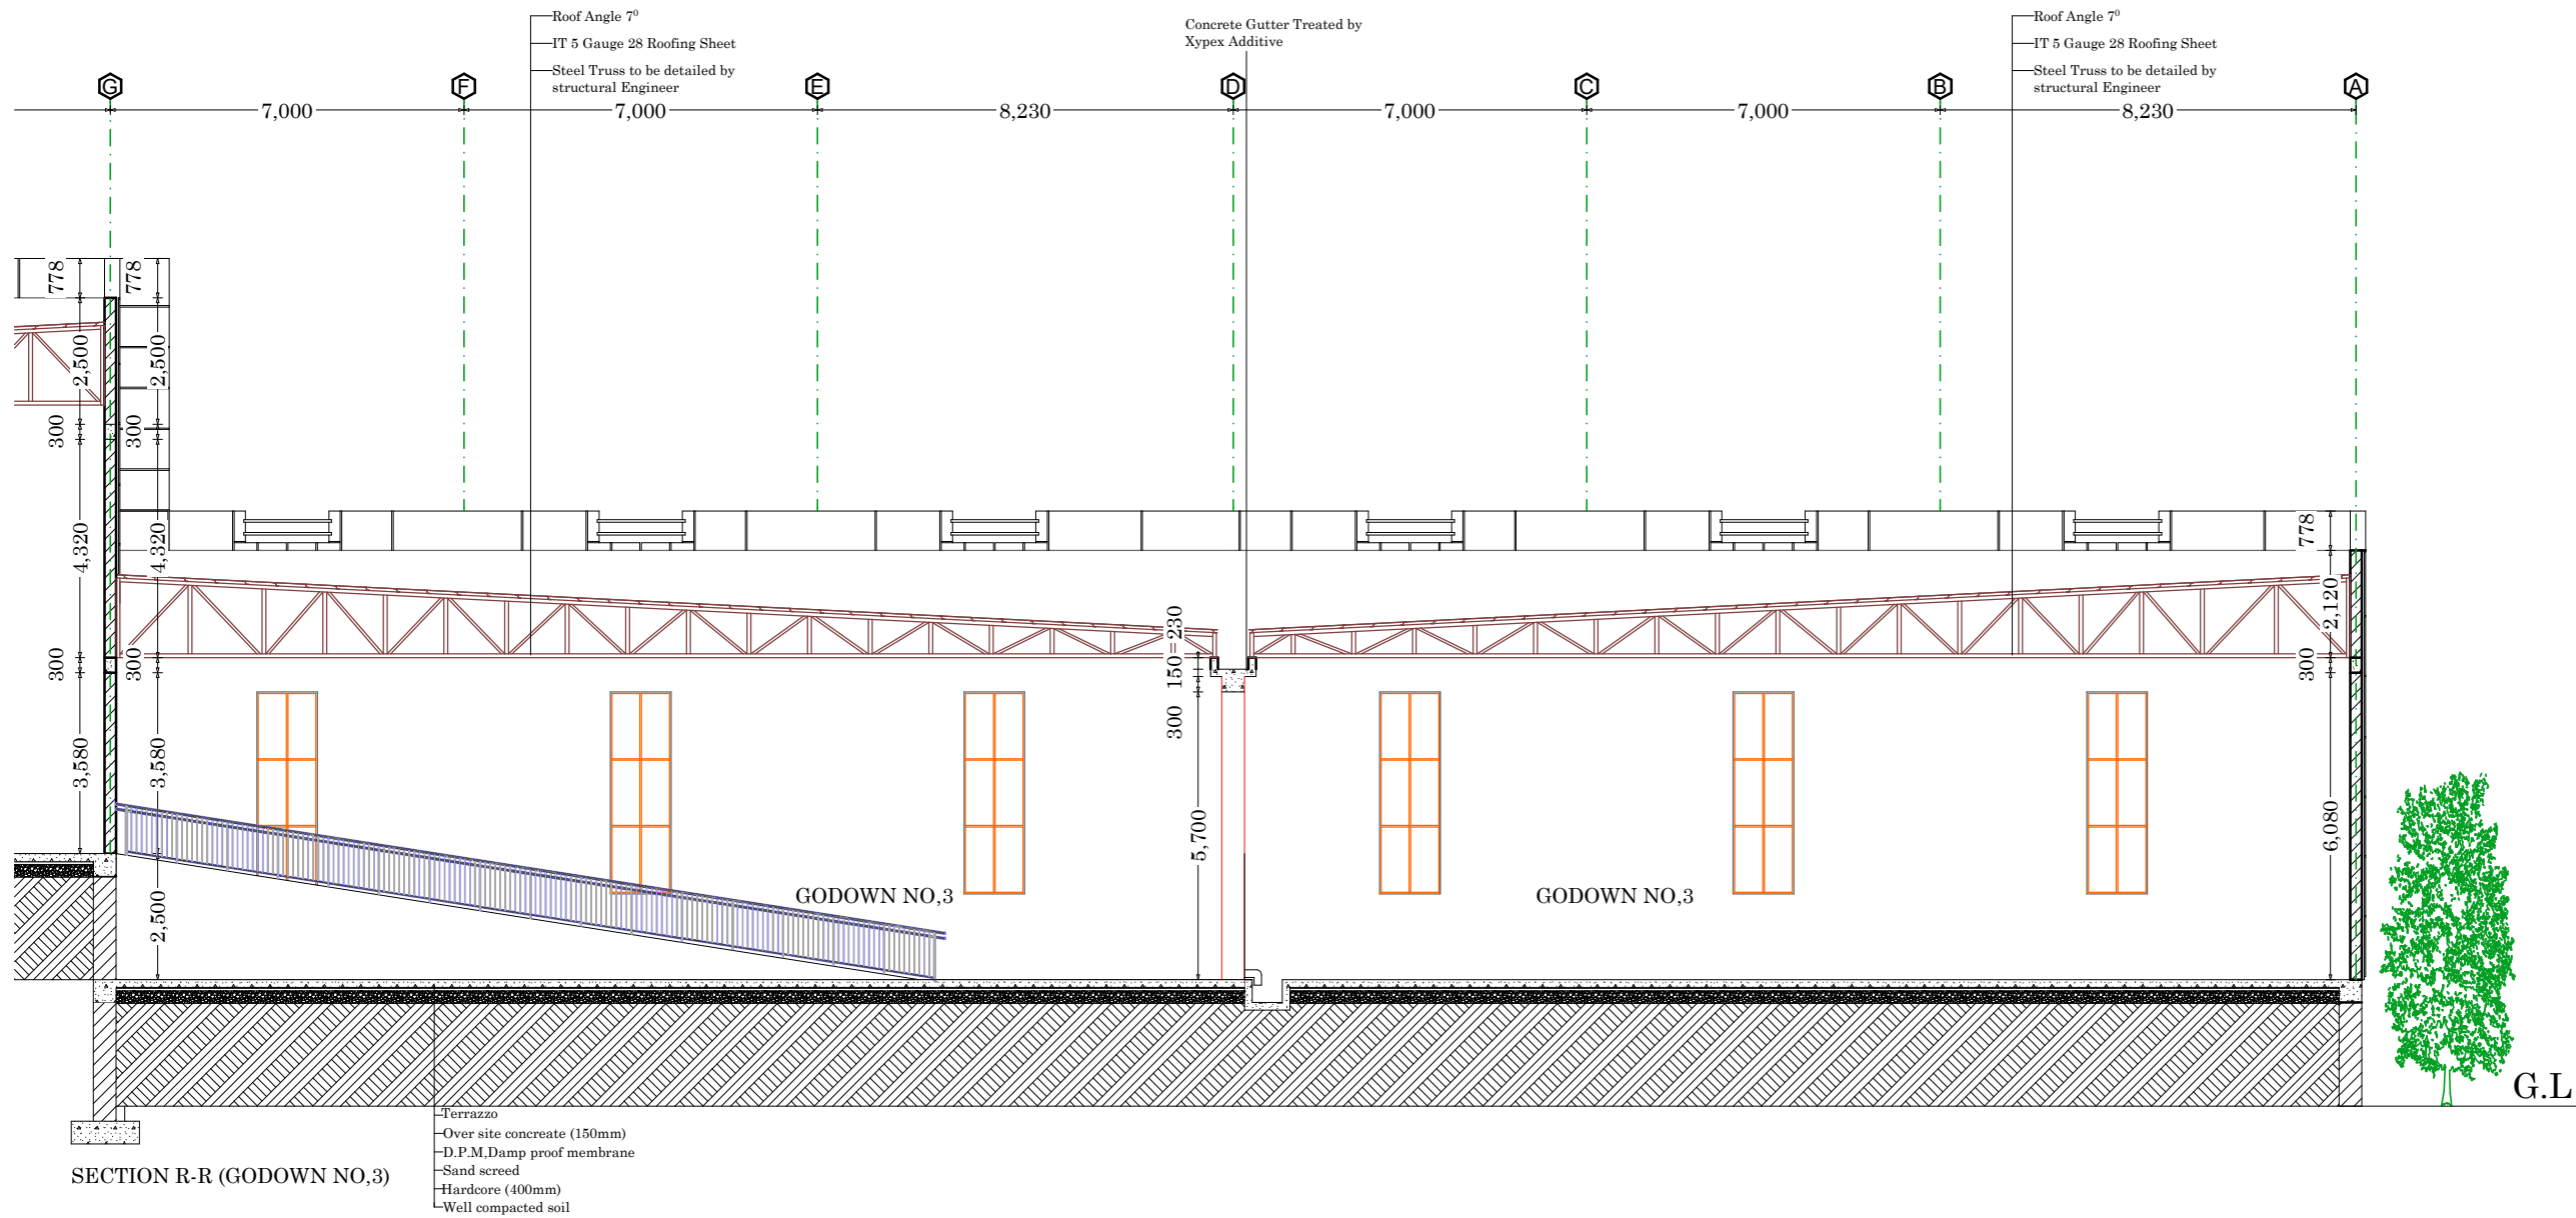 Roof Angle 7⁰
IT 5 Gauge 28 Roofing Sheet
Steel Truss to be detailed by
structural Engineer
Concrete Gutter Treated by
Xypex Additive
Roof Angle 7⁰
IT 5 Gauge 28 Roofing Sheet
Steel Truss to be detailed by
structural Engineer
G F E D C B A
7,000 7,000 8,230 7,000 7,000 8,230
778 778
2,500 2,500
300 300
4,320 4,320
300 300
3,580 3,580
2,500
150=230
300
5,700
778
2,120
300
6,080
GODOWN NO,3 GODOWN NO,3
G.L
Terrazzo
Over site concreate (150mm)
D.P.M,Damp proof membrane
Sand screed
Hardcore (400mm)
Well compacted soil
SECTION R-R (GODOWN NO,3)